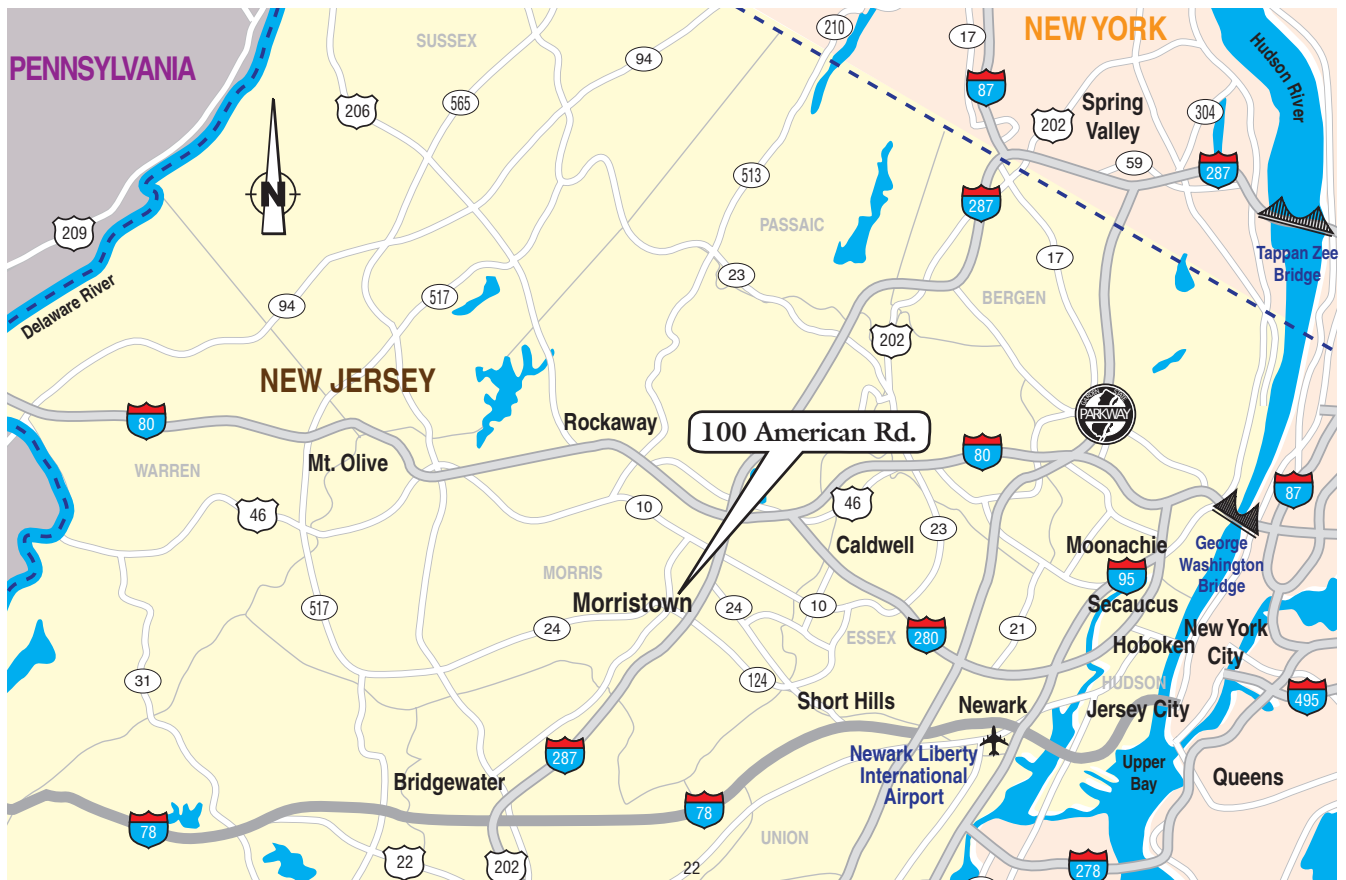 PENNSYLVANIA
SUSSEX
210
17
NEW YORK
Hudson River
94
87
206
565
Spring
Valley
202
304
N
59
287
513
287
209
PASSAIC
Tappan Zee
Bridge
23
17
Delaware River
94
517
BERGEN
202
NEW JERSEY
80
Rockaway
100 American Rd.
PARKWAY
Mt. Olive
80
WARREN
87
46
10
46
23
Caldwell
Moonachie
George
Washington
Bridge
95
MORRIS
Morristown
517
24
10
Secaucus
24
21
ESSEX
280
Hoboken
New York
City
31
124
HUDSON
Short Hills
Newark
Jersey City
495
287
Newark Liberty
International
Airport
Upper
Bay
Queens
Bridgewater
78
78
UNION
22
202
22
278